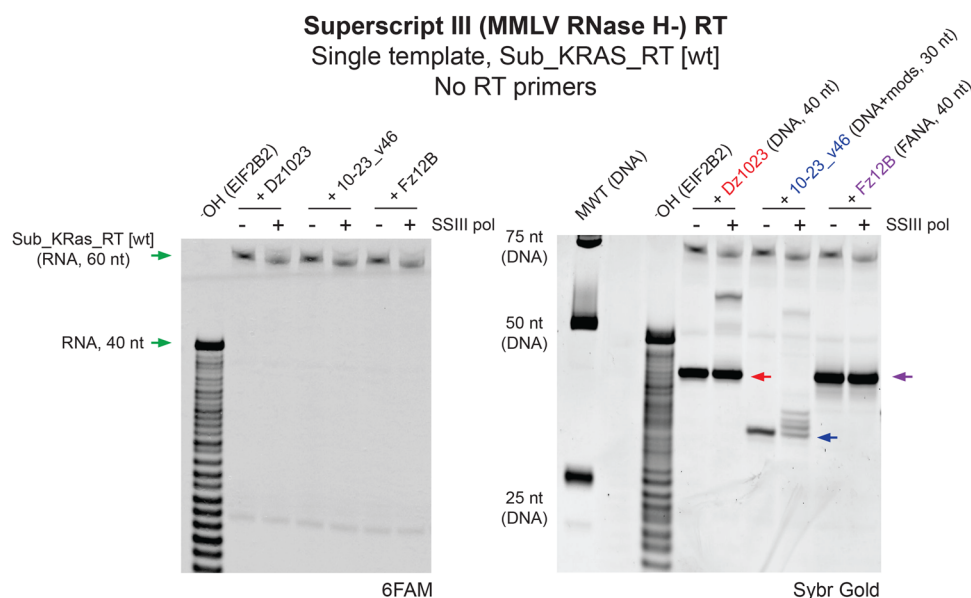 Superscript III (MMLV RNase H-) RT
Single template, Sub_KRAS_RT [wt]
No RT primers
-OH (EIF2B2)
+ Dz1023
+ 10-23_v46
+ Fz12B
- + - + - + SSIII pol
Sub_KRas_RT [wt]
(RNA, 60 nt)
RNA, 40 nt
6FAM
MWT (DNA)
-OH (EIF2B2)
+ Dz1023 (DNA, 40 nt)
+ 10-23_v46 (DNA+mods, 30 nt)
+ Fz12B (FANA, 40 nt)
- + - + - + SSIII pol
75 nt
(DNA)
50 nt
(DNA)
25 nt
(DNA)
Sybr Gold